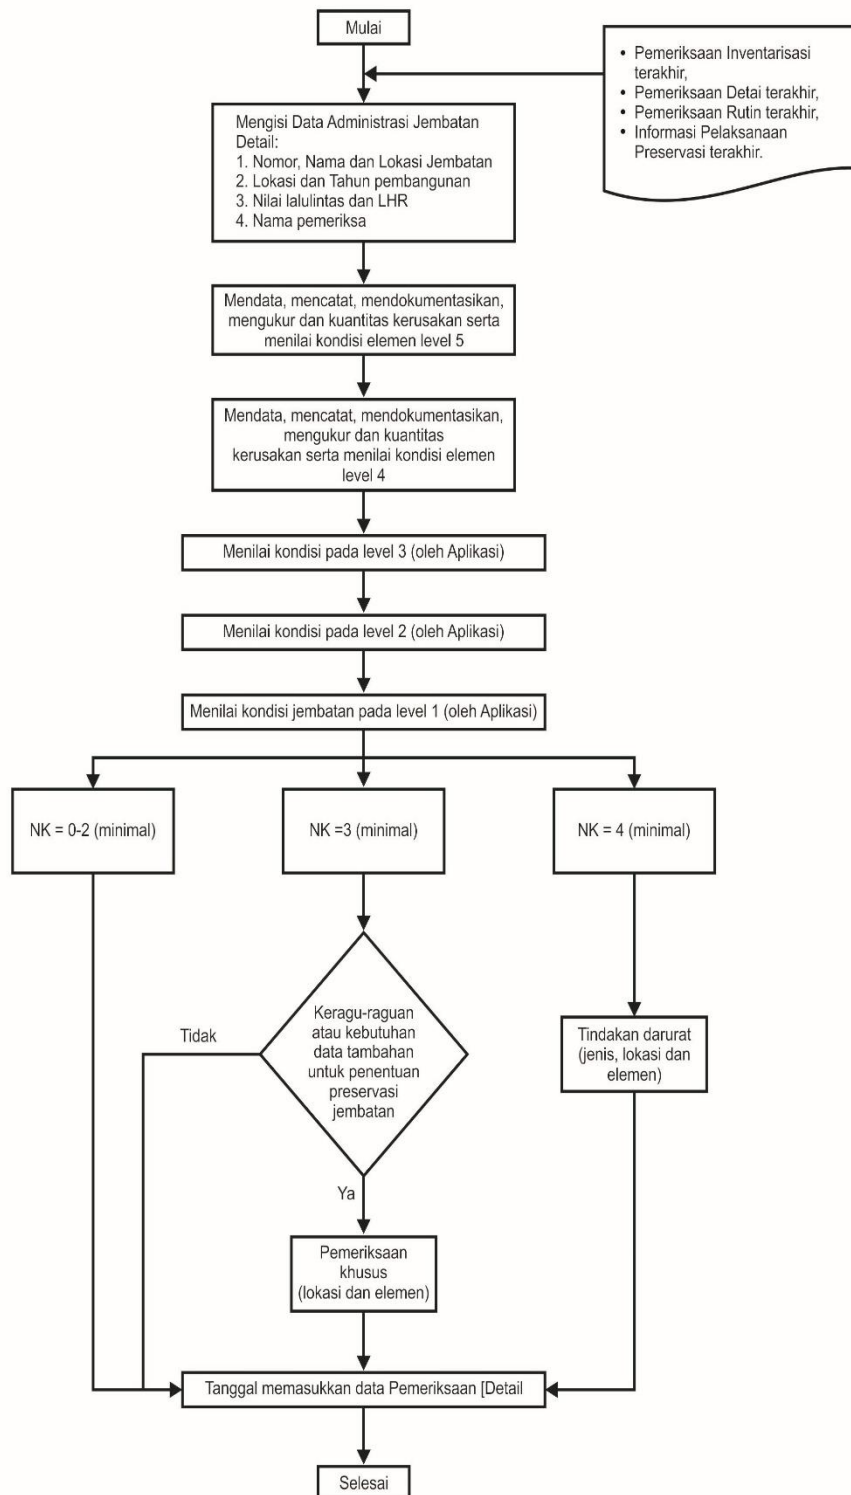 Mulai
• Pemeriksaan Inventarisasi
terakhir,
• Pemeriksaan Detai terakhir,
• Pemeriksaan Rutin terakhir,
• Informasi Pelaksanaan
Preservasi terakhir.
Mengisi Data Administrasi Jembatan
Detail:
1. Nomor, Nama dan Lokasi Jembatan
2. Lokasi dan Tahun pembangunan
3. Nilai lalulintas dan LHR
4. Nama pemeriksa
Mendata, mencatat, mendokumentasikan,
mengukur dan kuantitas kerusakan serta
menilai kondisi elemen level 5
Mendata, mencatat, mendokumentasikan,
mengukur dan kuantitas
kerusakan serta menilai kondisi elemen
level 4
Menilai kondisi pada level 3 (oleh Aplikasi)
Menilai kondisi pada level 2 (oleh Aplikasi)
Menilai kondisi jembatan pada level 1 (oleh Aplikasi)
NK = 0-2 (minimal)
NK =3 (minimal)
NK = 4 (minimal)
Keragu-raguan
atau kebutuhan
data tambahan
untuk penentuan
preservasi
jembatan
Tidak
Tindakan darurat
(jenis, lokasi dan
elemen)
Ya
Pemeriksaan
khusus
(lokasi dan elemen)
Tanggal memasukkan data Pemeriksaan [Detail
Selesai